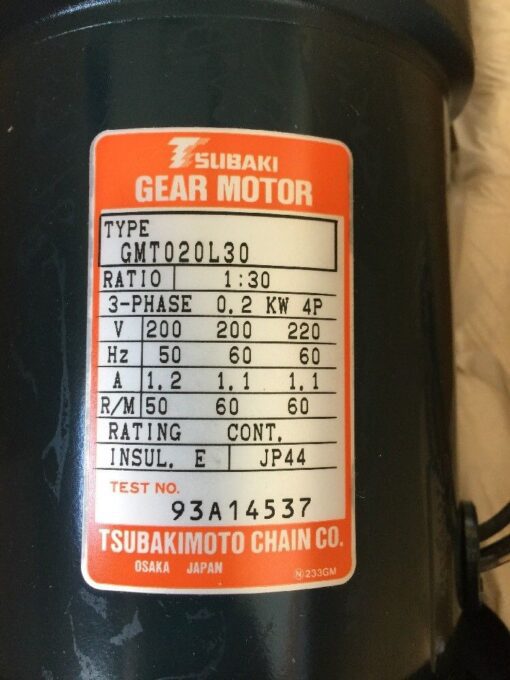 TSUBAKI
GEAR MOTOR
TYPE
GMT020L30
RATIO 1:30
3-PHASE 0.2 KW 4P
V 200 200 220
Hz 50 60 60
A 1.2 1.1 1.1
R/M 50 60 60
RATING CONT.
INSUL. E JP44
TEST NO.
93A14537
TSUBAKIMOTO CHAIN CO.
OSAKA JAPAN
Ⓝ233GM